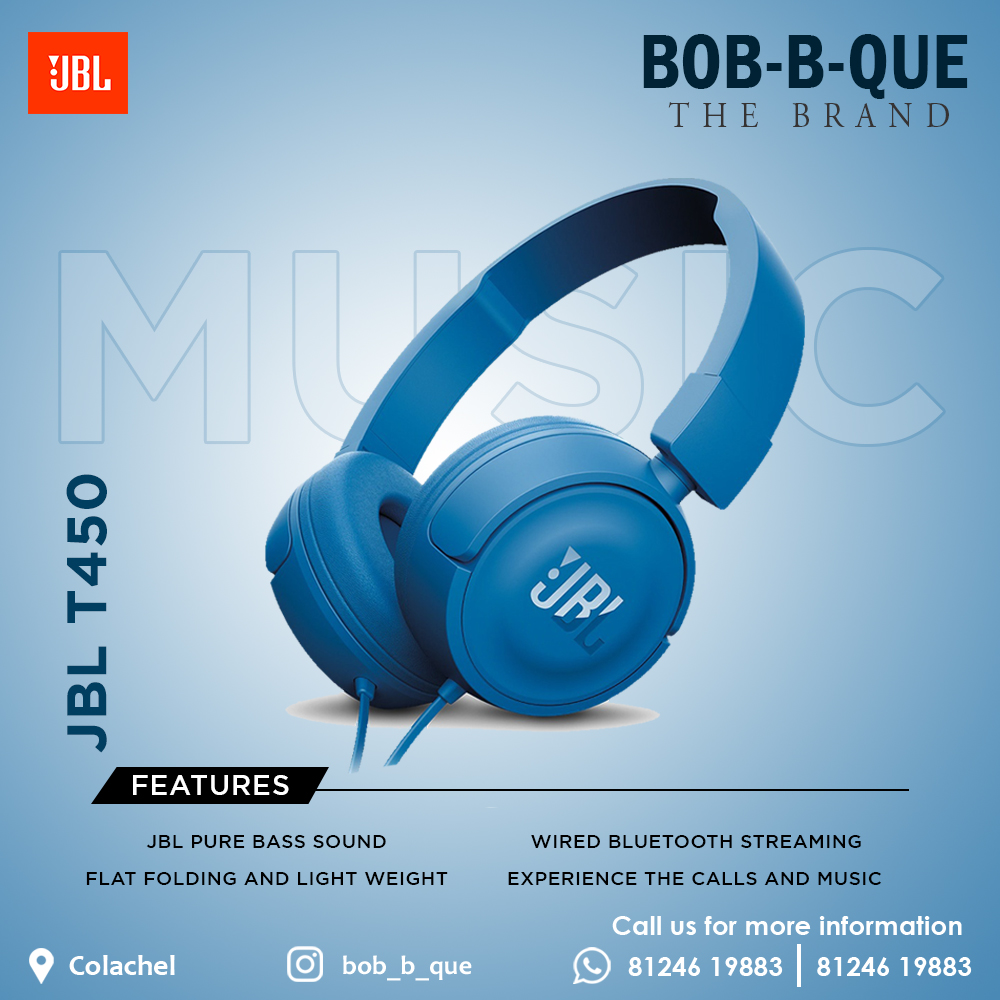 JBL
BOB-B-QUE
THE BRAND
MUSIC
JBL T450
JBL
FEATURES
JBL PURE BASS SOUND
WIRED BLUETOOTH STREAMING
FLAT FOLDING AND LIGHT WEIGHT
EXPERIENCE THE CALLS AND MUSIC
Call us for more information
Colachel
bob_b_que
81246 19883 | 81246 19883